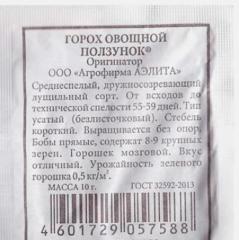 ГОРОХ ОВОЩНОЙ
ПОЛЗУНОК®
Оригинатор
ООО «Агрофирма АЭЛИТА»
Среднеспелый, дружносозревающий
лущильный сорт. От всходов до
технической спелости 55-59 дней. Тип
усатый (безлисточковый). Стебель
короткий. Выращивается без опор.
Бобы прямые, содержат 8-9 крупных
зерен. Горошек мозговой. Вкус
отличный. Урожайность зеленого
горошка 0,5 кг/м².
МАССА 10 г. ГОСТ 32592-2013
4 601729 057588